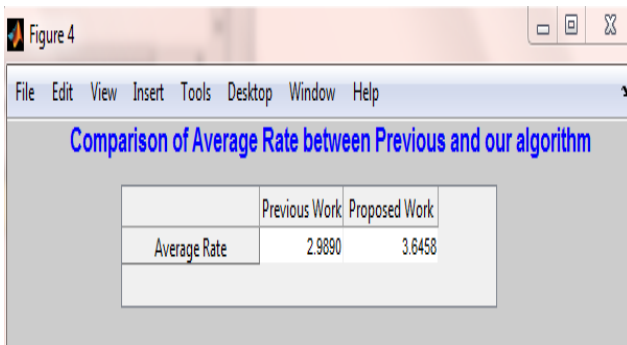 Figure 4
File Edit View Insert Tools Desktop Window Help
Comparison of Average Rate between Previous and our algorithm
Previous Work Proposed Work
Average Rate 2.9890 3.6458